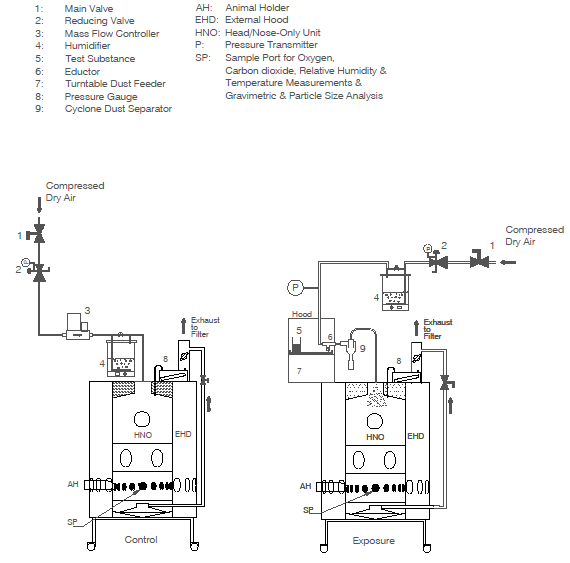 1: Main Valve
2: Reducing Valve
3: Mass Flow Controller
4: Humidifier
5: Test Substance
6: Eductor
7: Turntable Dust Feeder
8: Pressure Gauge
9: Cyclone Dust Separator
AH: Animal Holder
EHD: External Hood
HNO: Head/Nose-Only Unit
P: Pressure Transmitter
SP: Sample Port for Oxygen,
Carbon dioxide, Relative Humidity &
Temperature Measurements &
Gravimetric & Particle Size Analysis
Compressed
Dry Air
1
2
3
4
8
Exhaust
to
Filter
HNO
EHD
AH
SP
Control
Compressed
Dry Air
2
1
P
4
Hood
5
6
9
7
8
Exhaust
to
Filter
HNO
EHD
AH
SP
Exposure